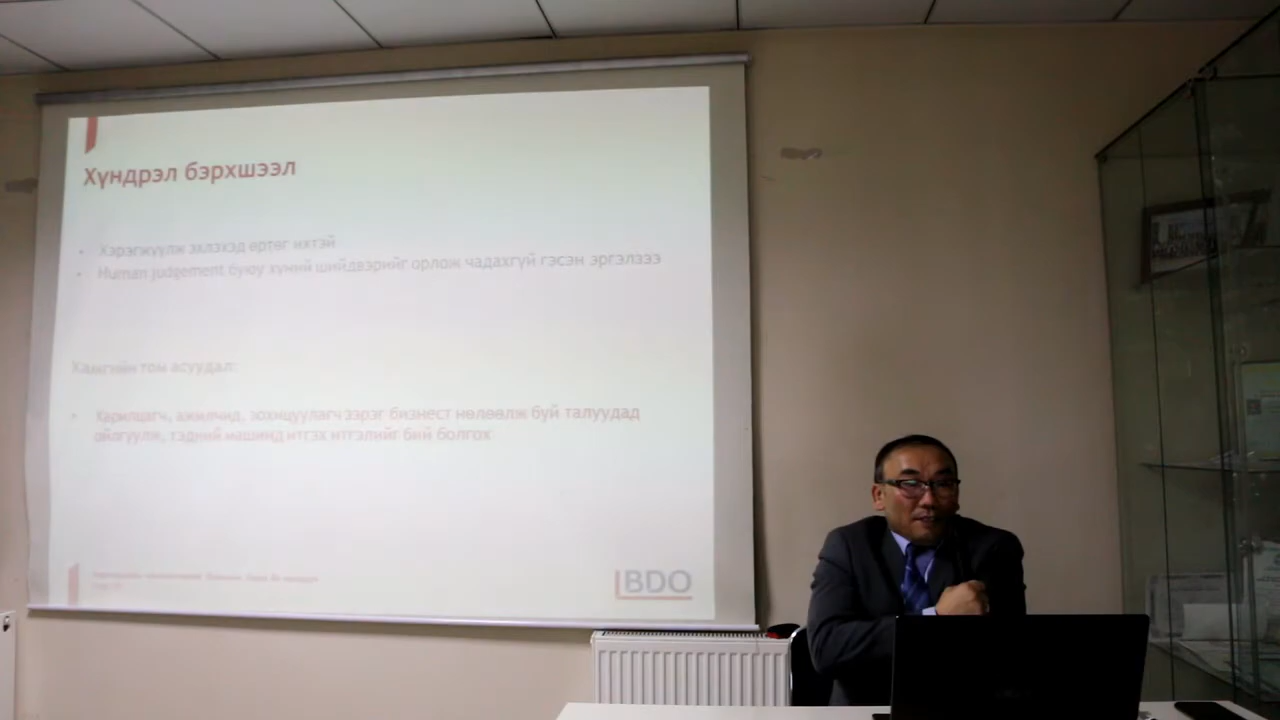 Хүндрэл бэрхшээл
• Хэрэгжүүлж эхлэхэд өртөг ихтэй
• Human judgement буюу хүний шийдвэрийг орлож чадахгүй гэсэн эргэлзээ
Хамгийн том асуудал:
• Харилцагч, ажилчид, зохицуулагч зэрэг бизнест нөлөөлж буй талуудад
ойлгуулж, тэдний машинд итгэх итгэлийг бий болгох
BDO